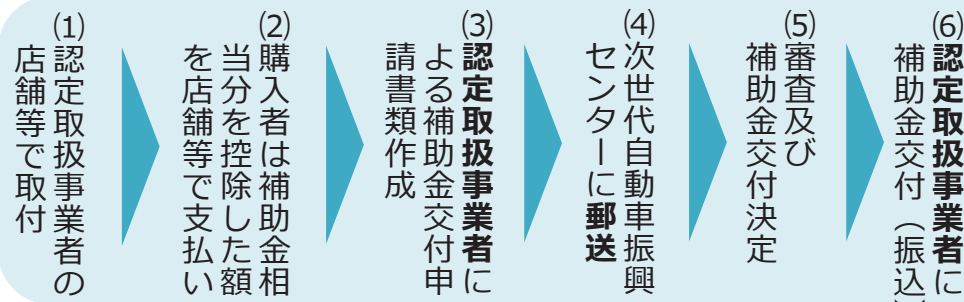 (1)
認定取扱事業者の
店舗等で取付
(2)
購入者は補助金相
当分を控除した額
を店舗等で支払い
(3)
認定取扱事業者に
よる補助金交付申
請書類作成
(4)
次世代自動車振興
センターに郵送
(5)
審査及び
補助金交付決定
(6)
認定取扱事業者に
補助金交付（振込